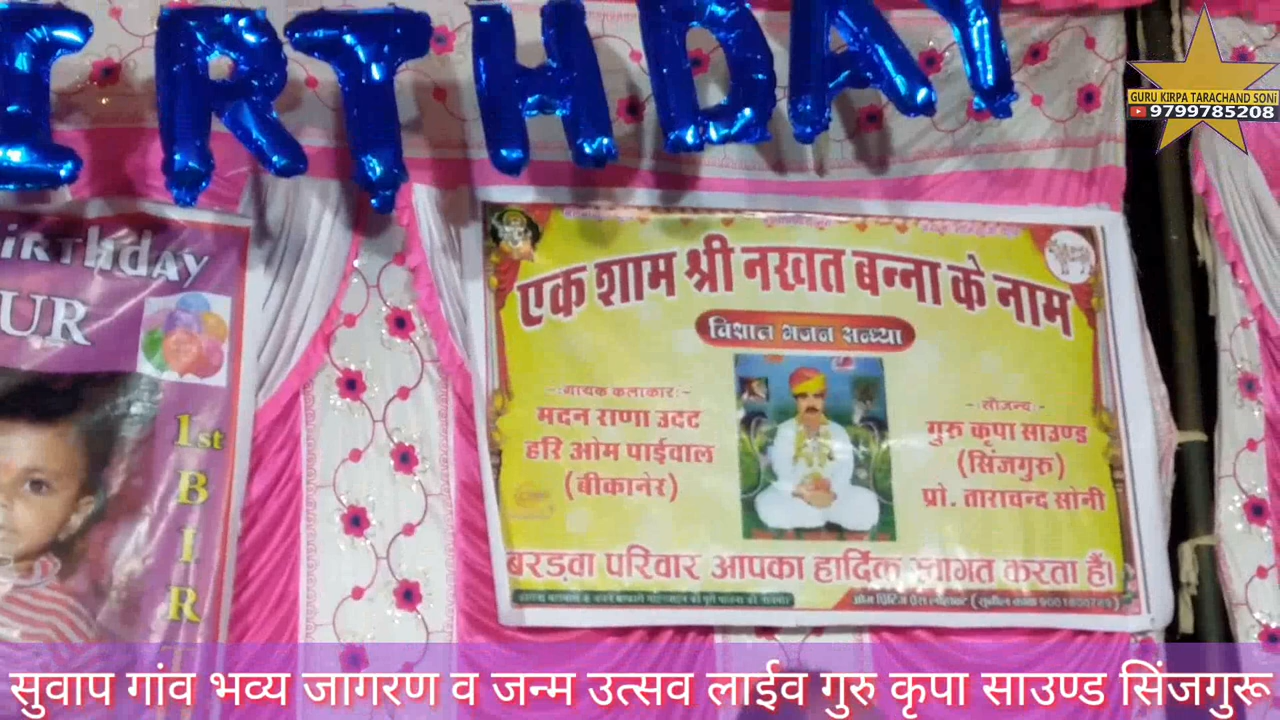 IRTHDAY
GURU KIRPA TARACHAND SONI
9799785208
BIRTHDAY
UR
1st
B
I
R
T
एक शाम श्री नखत बन्ना के नाम
विशाल भजन सन्ध्या
-:गायक कलाकार:-
मदन राणा उदट
हरि ओम पाईवाल
(बीकानेर)
-:सौजन्य:-
गुरु कृपा साउण्ड
(सिंजगुरु)
प्रो. ताराचन्द सोनी
बरड़वा परिवार आपका हार्दिक स्वागत करता हैं।
सुवाप गांव भव्य जागरण व जन्म उत्सव लाईव गुरु कृपा साउण्ड सिंजगुरू